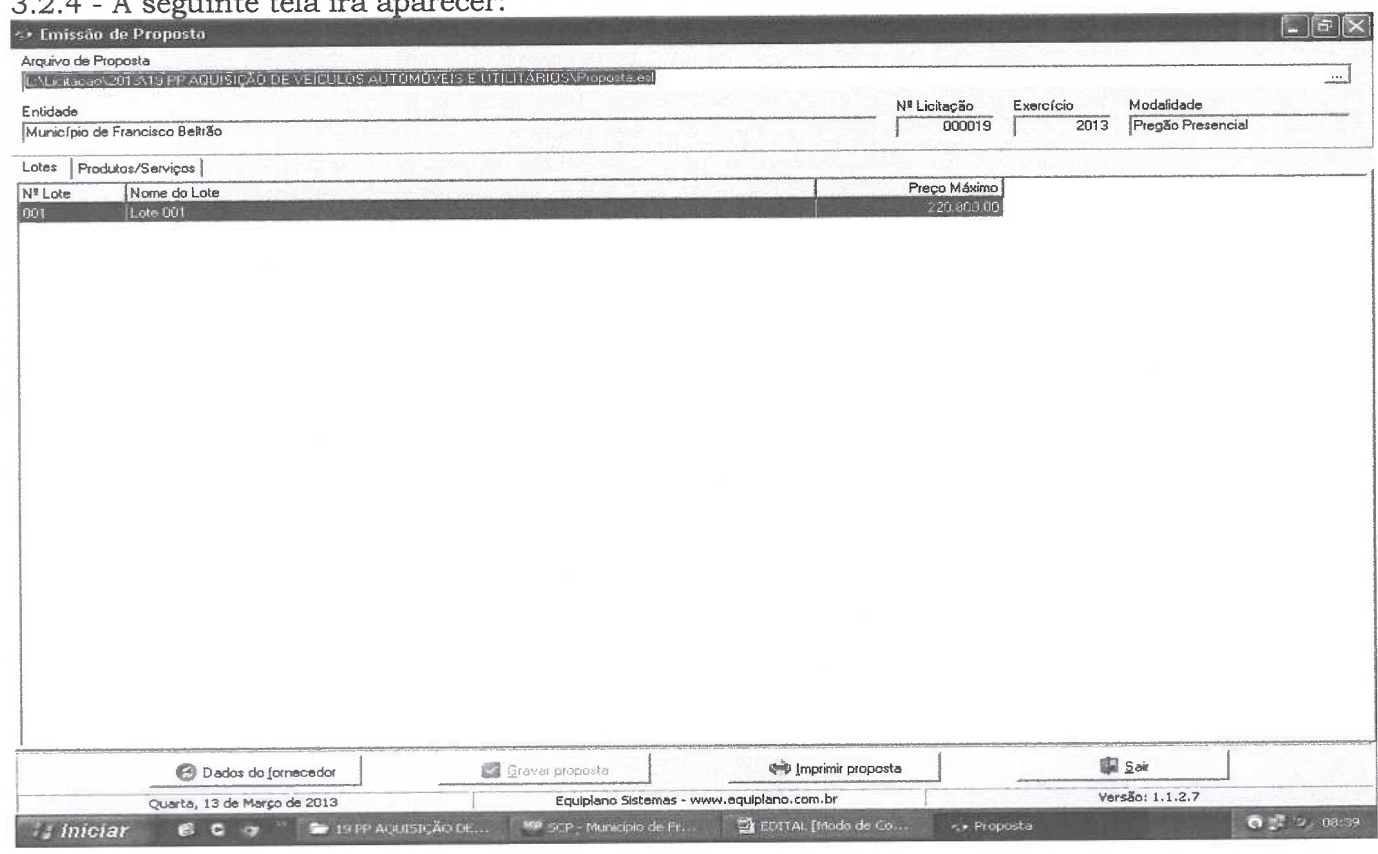 3.2.4 - A seguinte tela irá aparecer:
Emissão de Proposta
Arquivo de Proposta
L:\Licitacao\2013\19 PP AQUISIÇÃO DE VEICULOS AUTOMÓVEIS E UTILITÁRIOS\Proposta.esl
...
Entidade
Nº Licitação Exercício Modalidade
Município de Francisco Beltrão 000019 2013 Pregão Presencial
Lotes Produtos/Serviços
Nº Lote Nome do Lote Preço Máximo
001 Lote 001 220.800,00
Dados do fornecedor Gravar proposta Imprimir proposta Sair
Quarta, 13 de Março de 2013 Equiplano Sistemas - www.equiplano.com.br Versão: 1.1.2.7
Iniciar 19 PP AQUISIÇÃO DE... SCP - Município de Fr... EDITAL [Modo de Co... Proposta 08:39